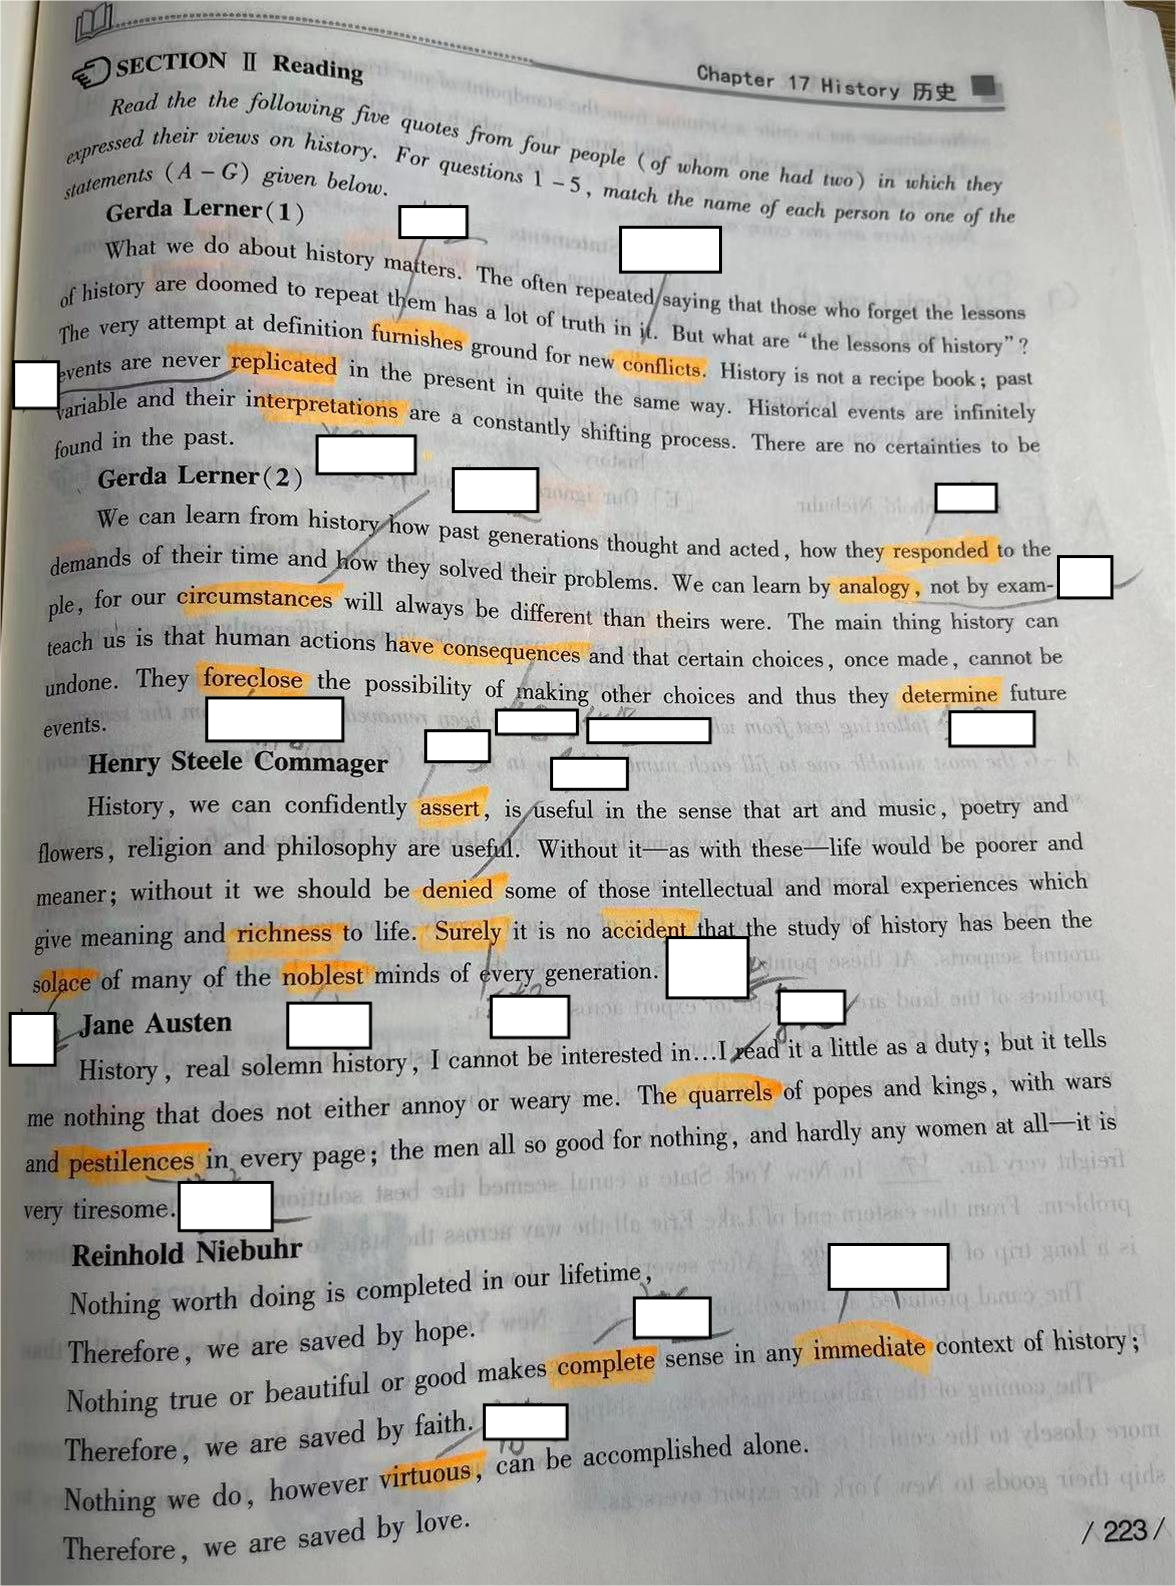 Chapter 17 History 历史
SECTION Ⅱ Reading
Read the the following five quotes from four people (of whom one had two) in which they
expressed their views on history. For questions 1-5, match the name of each person to one of the
statements (A-G) given below.
Gerda Lerner(1)
What we do about history matters. The often repeated saying that those who forget the lessons
of history are doomed to repeat them has a lot of truth in it. But what are “the lessons of history”?
The very attempt at definition furnishes ground for new conflicts. History is not a recipe book; past
events are never replicated in the present in quite the same way. Historical events are infinitely
variable and their interpretations are a constantly shifting process. There are no certainties to be
found in the past.
Gerda Lerner(2)
We can learn from history how past generations thought and acted, how they responded to the
demands of their time and how they solved their problems. We can learn by analogy, not by exam-
ple, for our circumstances will always be different than theirs were. The main thing history can
teach us is that human actions have consequences and that certain choices, once made, cannot be
undone. They foreclose the possibility of making other choices and thus they determine future
events.
Henry Steele Commager
History, we can confidently assert, is useful in the sense that art and music, poetry and
flowers, religion and philosophy are useful. Without it—as with these—life would be poorer and
meaner; without it we should be denied some of those intellectual and moral experiences which
give meaning and richness to life. Surely it is no accident that the study of history has been the
solace of many of the noblest minds of every generation.
Jane Austen
History, real solemn history, I cannot be interested in...I read it a little as a duty; but it tells
me nothing that does not either annoy or weary me. The quarrels of popes and kings, with wars
and pestilences in every page; the men all so good for nothing, and hardly any women at all—it is
very tiresome.
Reinhold Niebuhr
Nothing worth doing is completed in our lifetime,
Therefore, we are saved by hope.
Nothing true or beautiful or good makes complete sense in any immediate context of history;
Therefore, we are saved by faith.
Nothing we do, however virtuous, can be accomplished alone.
Therefore, we are saved by love.
/ 223 /